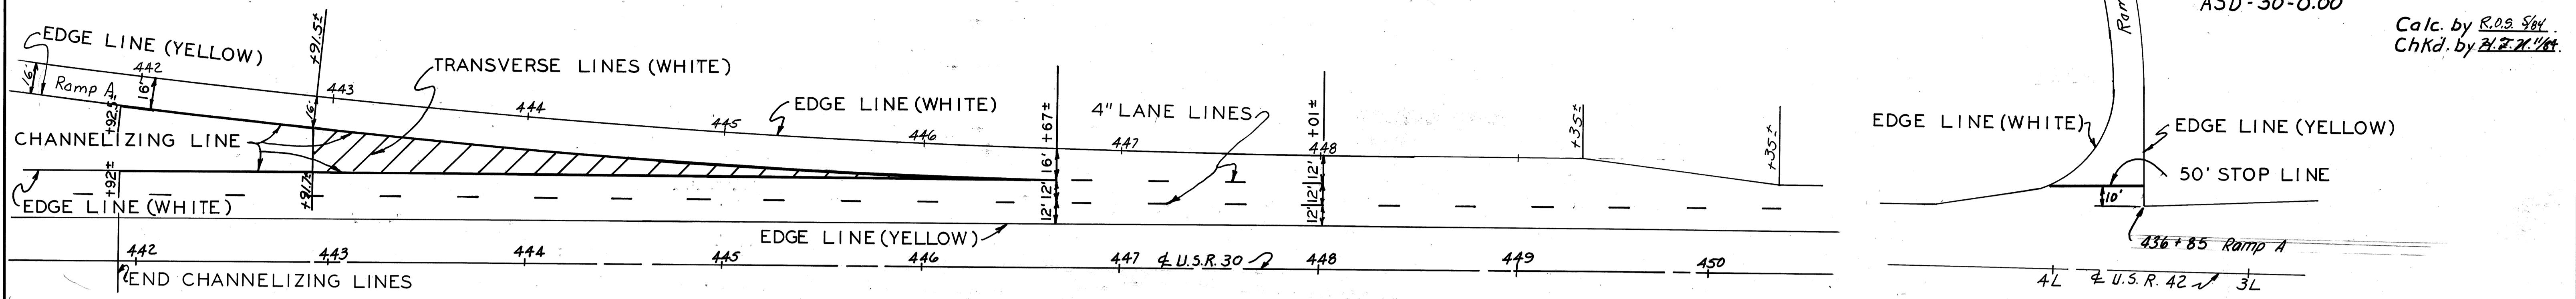 ASD-30-0.00
Calc. by R.O.S. 5/84.
Chkd. by H.J.H. 11/84.
EDGE LINE (YELLOW)
442
+91.5±
443
TRANSVERSE LINES (WHITE)
444
EDGE LINE (WHITE)
445
446
+67±
4" LANE LINES
447
+01±
448
+35±
+35±
16'
Ramp A
+92.5
16'
16'
CHANNELIZING LINE
+92±
EDGE LINE (WHITE)
16'
12'
12'
12'
12'
12'
EDGE LINE (YELLOW)
442
443
444
445
446
447
℄ U.S.R. 30
448
449
450
END CHANNELIZING LINES
EDGE LINE (WHITE)
EDGE LINE (YELLOW)
50' STOP LINE
10'
436+85 Ramp A
4L
℄ U.S.R. 42
3L